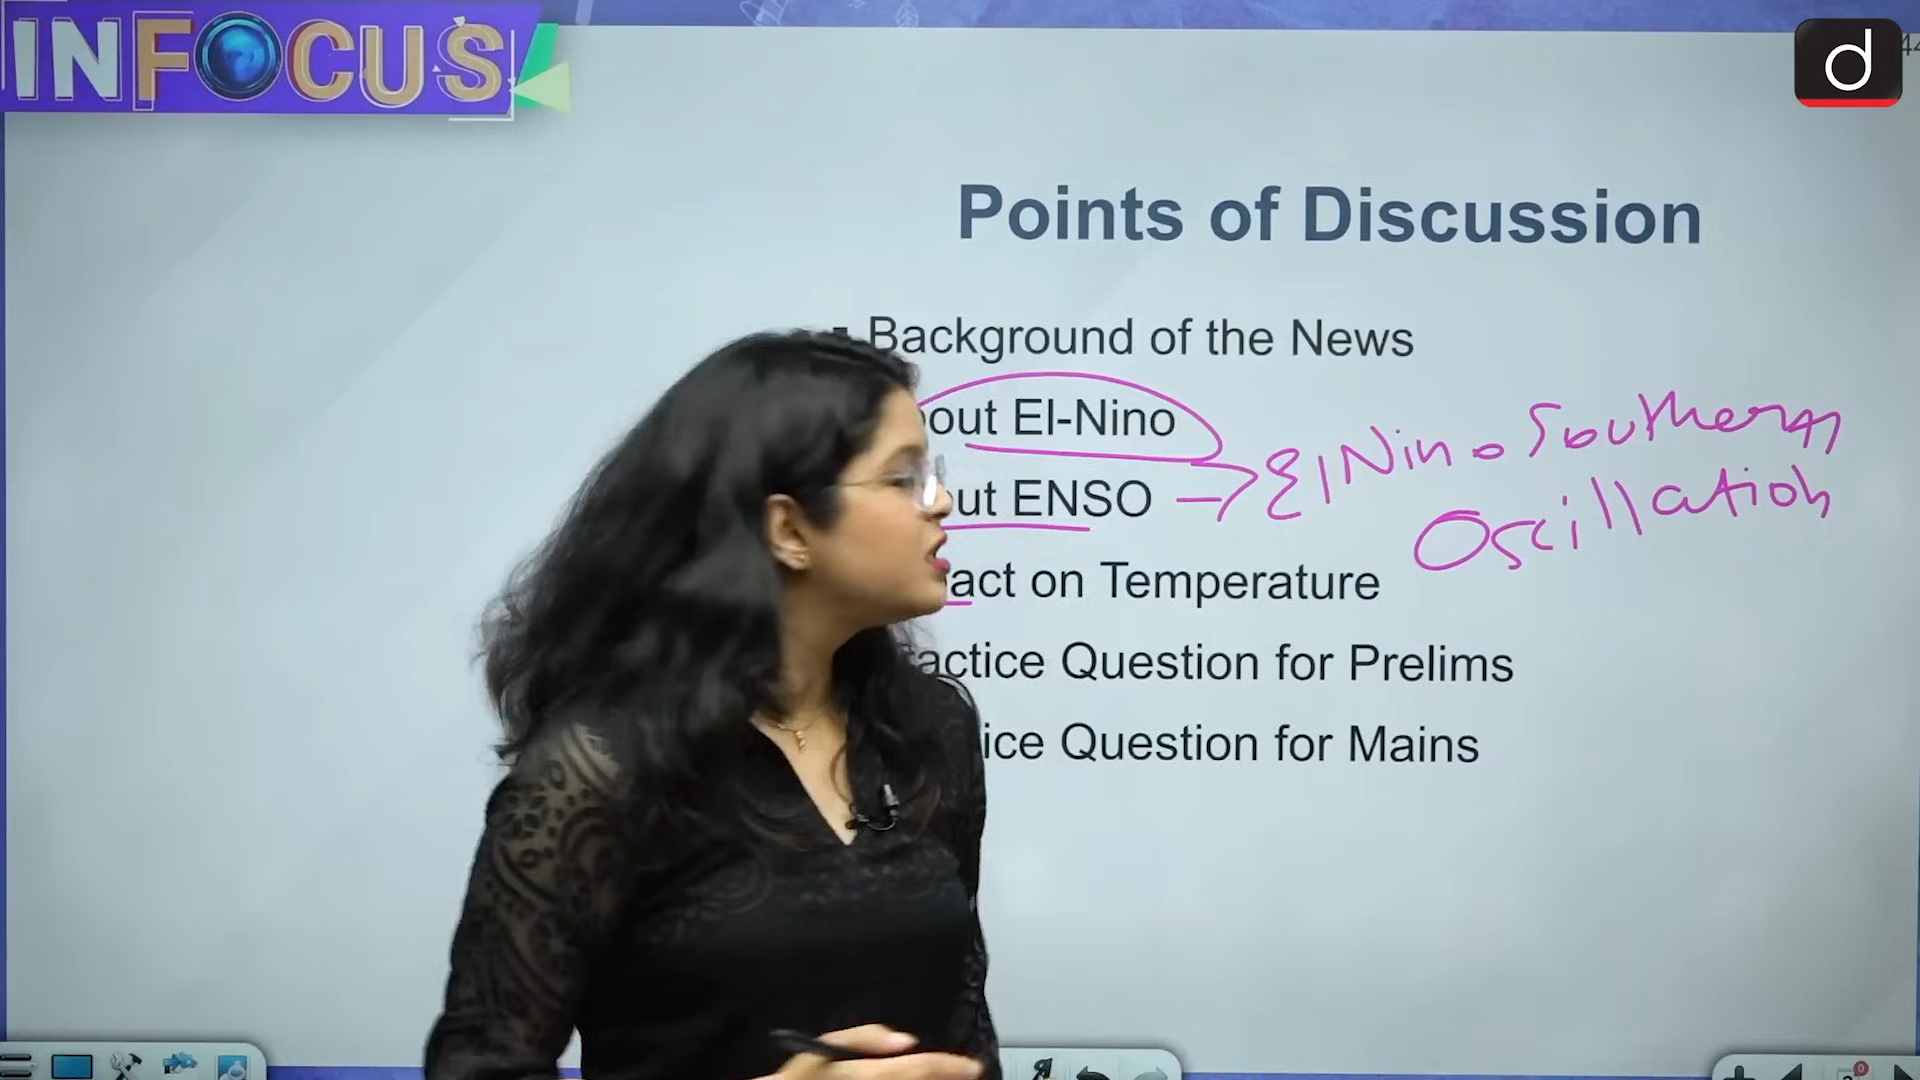 INFOCUS
d
Points of Discussion
Background of the News
out El-Nino
out ENSO
El Nino Southern
Oscillation
act on Temperature
actice Question for Prelims
ice Question for Mains